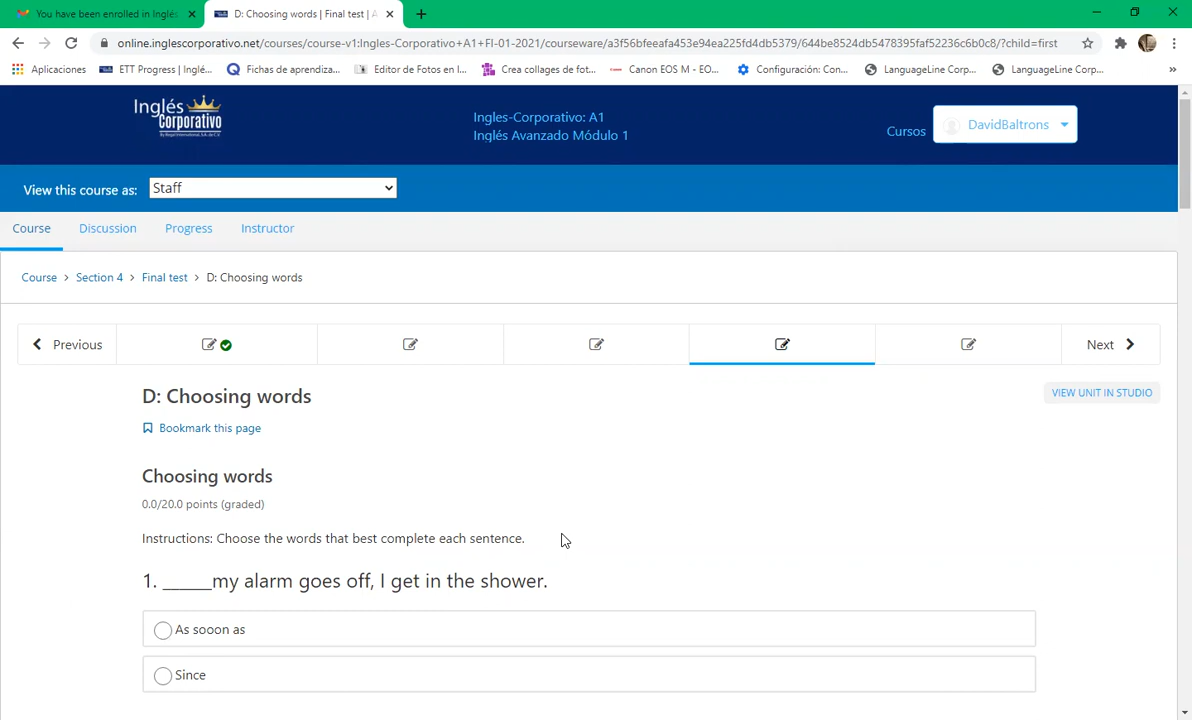 You have been enrolled in Inglés
D: Choosing words | Final test | A
online.inglescorporativo.net/courses/course-v1:Ingles-Corporativo+A1+FI-01-2021/courseware/a3f56bfeeafa453e94ea225fd4db5379/644be8524db5478395faf52236c6b0c8/?child=first
Aplicaciones
ETT Progress | Inglé...
Fichas de aprendiza...
Editor de Fotos en l...
Crea collages de fot...
Canon EOS M - EO...
Configuración: Con...
LanguageLine Corp...
LanguageLine Corp...
»
Inglés
Corporativo
Ingles-Corporativo: A1
Inglés Avanzado Módulo 1
Cursos
DavidBaltrons
View this course as:
Staff
Course
Discussion
Progress
Instructor
Course > Section 4 > Final test > D: Choosing words
Previous
Next
D: Choosing words
VIEW UNIT IN STUDIO
Bookmark this page
Choosing words
0.0/20.0 points (graded)
Instructions: Choose the words that best complete each sentence.
1. ______my alarm goes off, I get in the shower.
As sooon as
Since